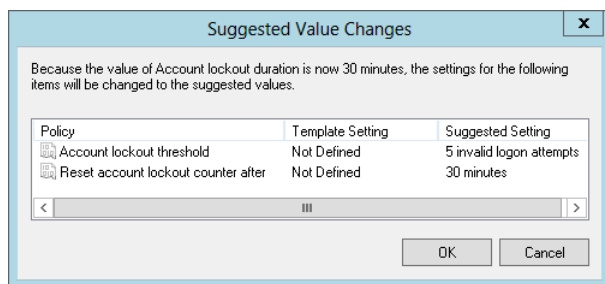 Suggested Value Changes
x
Because the value of Account lockout duration is now 30 minutes, the settings for the following
items will be changed to the suggested values.
Policy Template Setting Suggested Setting
Account lockout threshold Not Defined 5 invalid logon attempts
Reset account lockout counter after Not Defined 30 minutes
OK Cancel